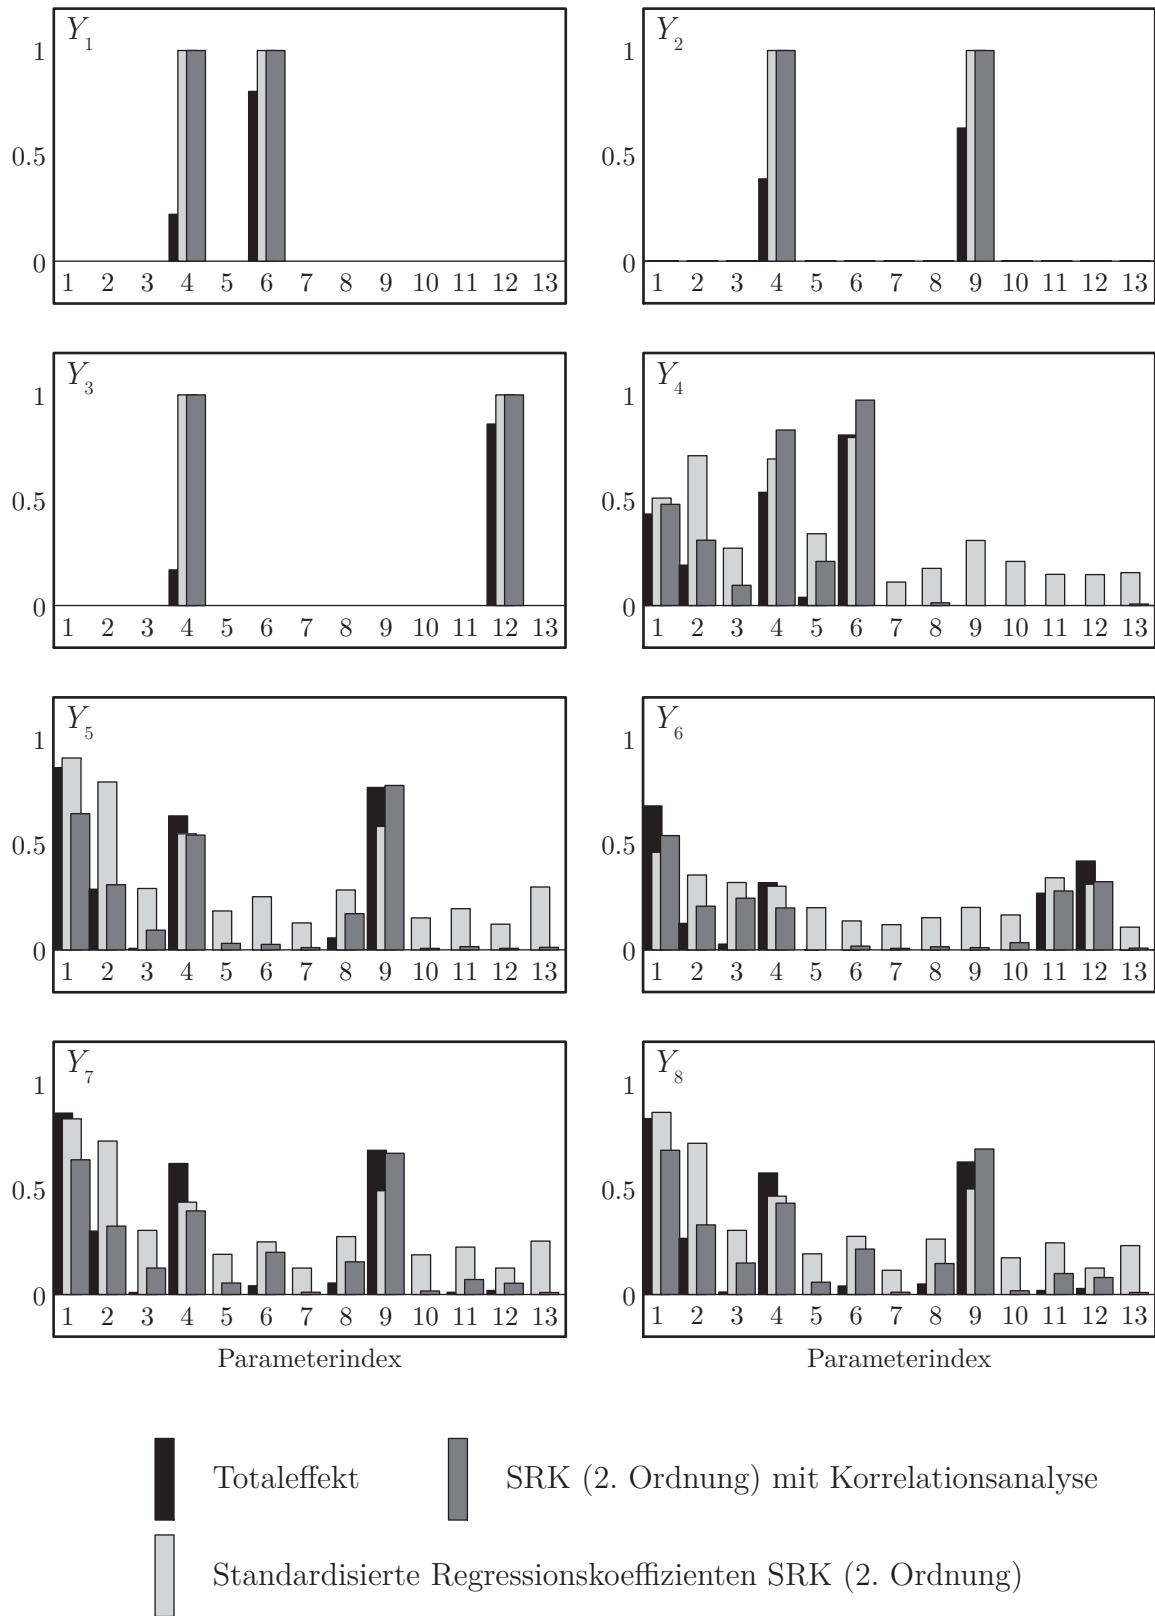 Y1
Y2
1
0.5
0
1 2 3 4 5 6 7 8 9 10 11 12 13
1
0.5
0
1 2 3 4 5 6 7 8 9 10 11 12 13
Y3
Y4
1
0.5
0
1 2 3 4 5 6 7 8 9 10 11 12 13
1
0.5
0
1 2 3 4 5 6 7 8 9 10 11 12 13
Y5
Y6
1
0.5
0
1 2 3 4 5 6 7 8 9 10 11 12 13
1
0.5
0
1 2 3 4 5 6 7 8 9 10 11 12 13
Y7
Y8
1
0.5
0
1 2 3 4 5 6 7 8 9 10 11 12 13
1
0.5
0
1 2 3 4 5 6 7 8 9 10 11 12 13
Parameterindex
Parameterindex
Totaleffekt
SRK (2. Ordnung) mit Korrelationsanalyse
Standardisierte Regressionskoeffizienten SRK (2. Ordnung)